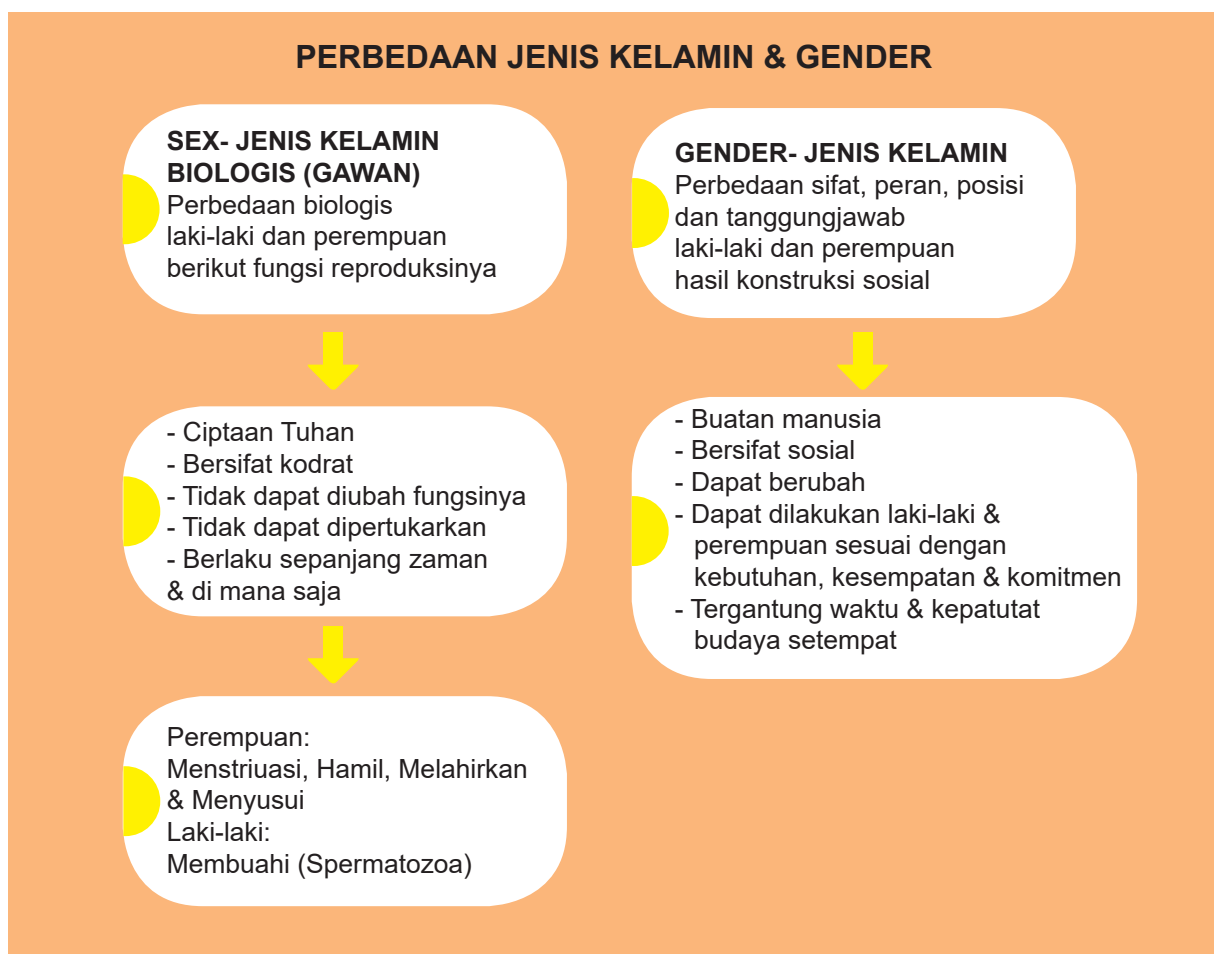 PERBEDAAN JENIS KELAMIN & GENDER
SEX- JENIS KELAMIN
BIOLOGIS (GAWAN)
Perbedaan biologis
laki-laki dan perempuan
berikut fungsi reproduksinya
- Ciptaan Tuhan
- Bersifat kodrat
- Tidak dapat diubah fungsinya
- Tidak dapat dipertukarkan
- Berlaku sepanjang zaman
& di mana saja
Perempuan:
Menstriuasi, Hamil, Melahirkan
& Menyusui
Laki-laki:
Membuahi (Spermatozoa)
GENDER- JENIS KELAMIN
Perbedaan sifat, peran, posisi
dan tanggungjawab
laki-laki dan perempuan
hasil konstruksi sosial
- Buatan manusia
- Bersifat sosial
- Dapat berubah
- Dapat dilakukan laki-laki &
perempuan sesuai dengan
kebutuhan, kesempatan & komitmen
- Tergantung waktu & kepatutat
budaya setempat